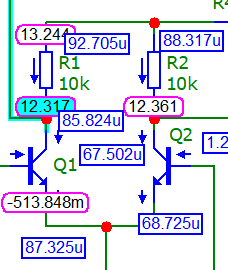 R4
13.244
92.705u
88.317u
R1
10k
R2
10k
12.317
12.361
85.824u
Q2
67.502u
1.2
Q1
-513.848m
68.725u
87.325u